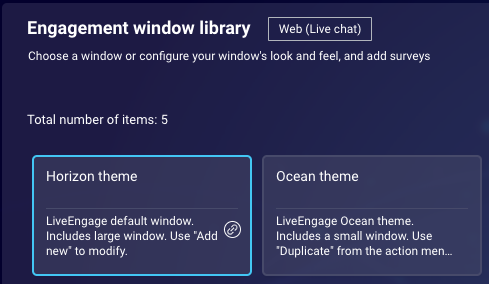 Engagement window library
Web (Live chat)
Choose a window or configure your window's look and feel, and add surveys
Total number of items: 5
Horizon theme
LiveEngage default window.
Includes large window. Use "Add
new" to modify.
Ocean theme
LiveEngage Ocean theme.
Includes a small window. Use
"Duplicate" from the action men...